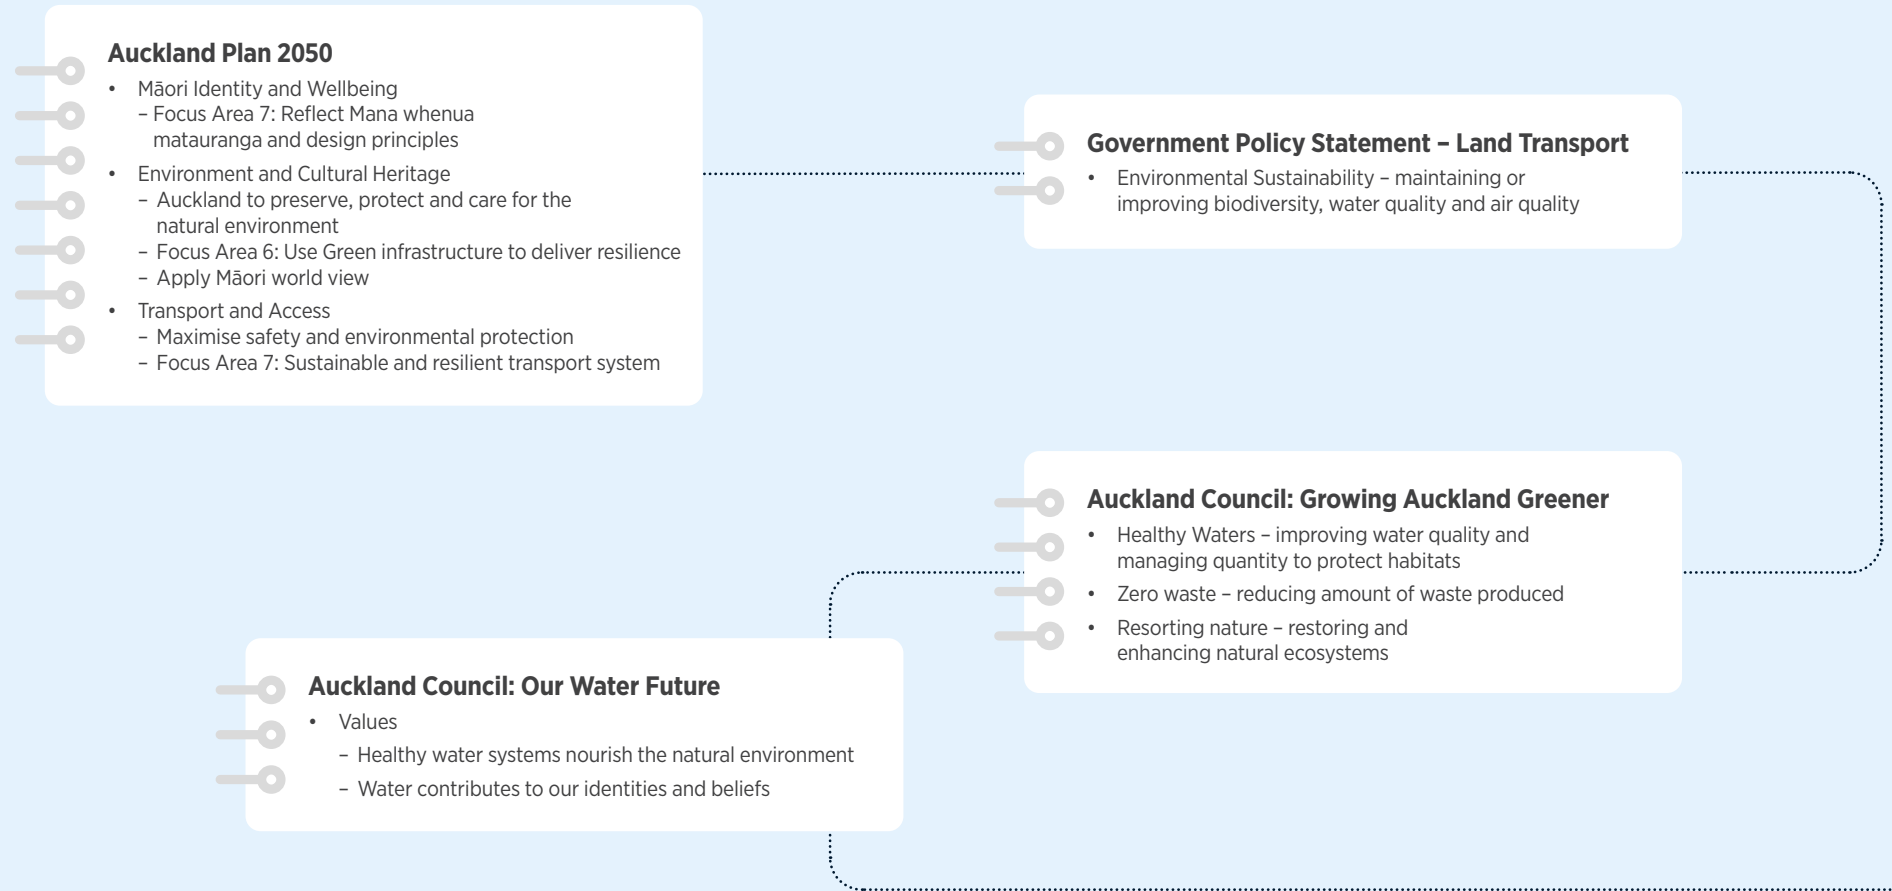 Auckland Plan 2050
• Māori Identity and Wellbeing
– Focus Area 7: Reflect Mana whenua
matauranga and design principles
• Environment and Cultural Heritage
– Auckland to preserve, protect and care for the
natural environment
– Focus Area 6: Use Green infrastructure to deliver resilience
– Apply Māori world view
• Transport and Access
– Maximise safety and environmental protection
– Focus Area 7: Sustainable and resilient transport system
Government Policy Statement – Land Transport
• Environmental Sustainability – maintaining or
improving biodiversity, water quality and air quality
Auckland Council: Growing Auckland Greener
• Healthy Waters – improving water quality and
managing quantity to protect habitats
• Zero waste – reducing amount of waste produced
• Resorting nature – restoring and
enhancing natural ecosystems
Auckland Council: Our Water Future
• Values
– Healthy water systems nourish the natural environment
– Water contributes to our identities and beliefs